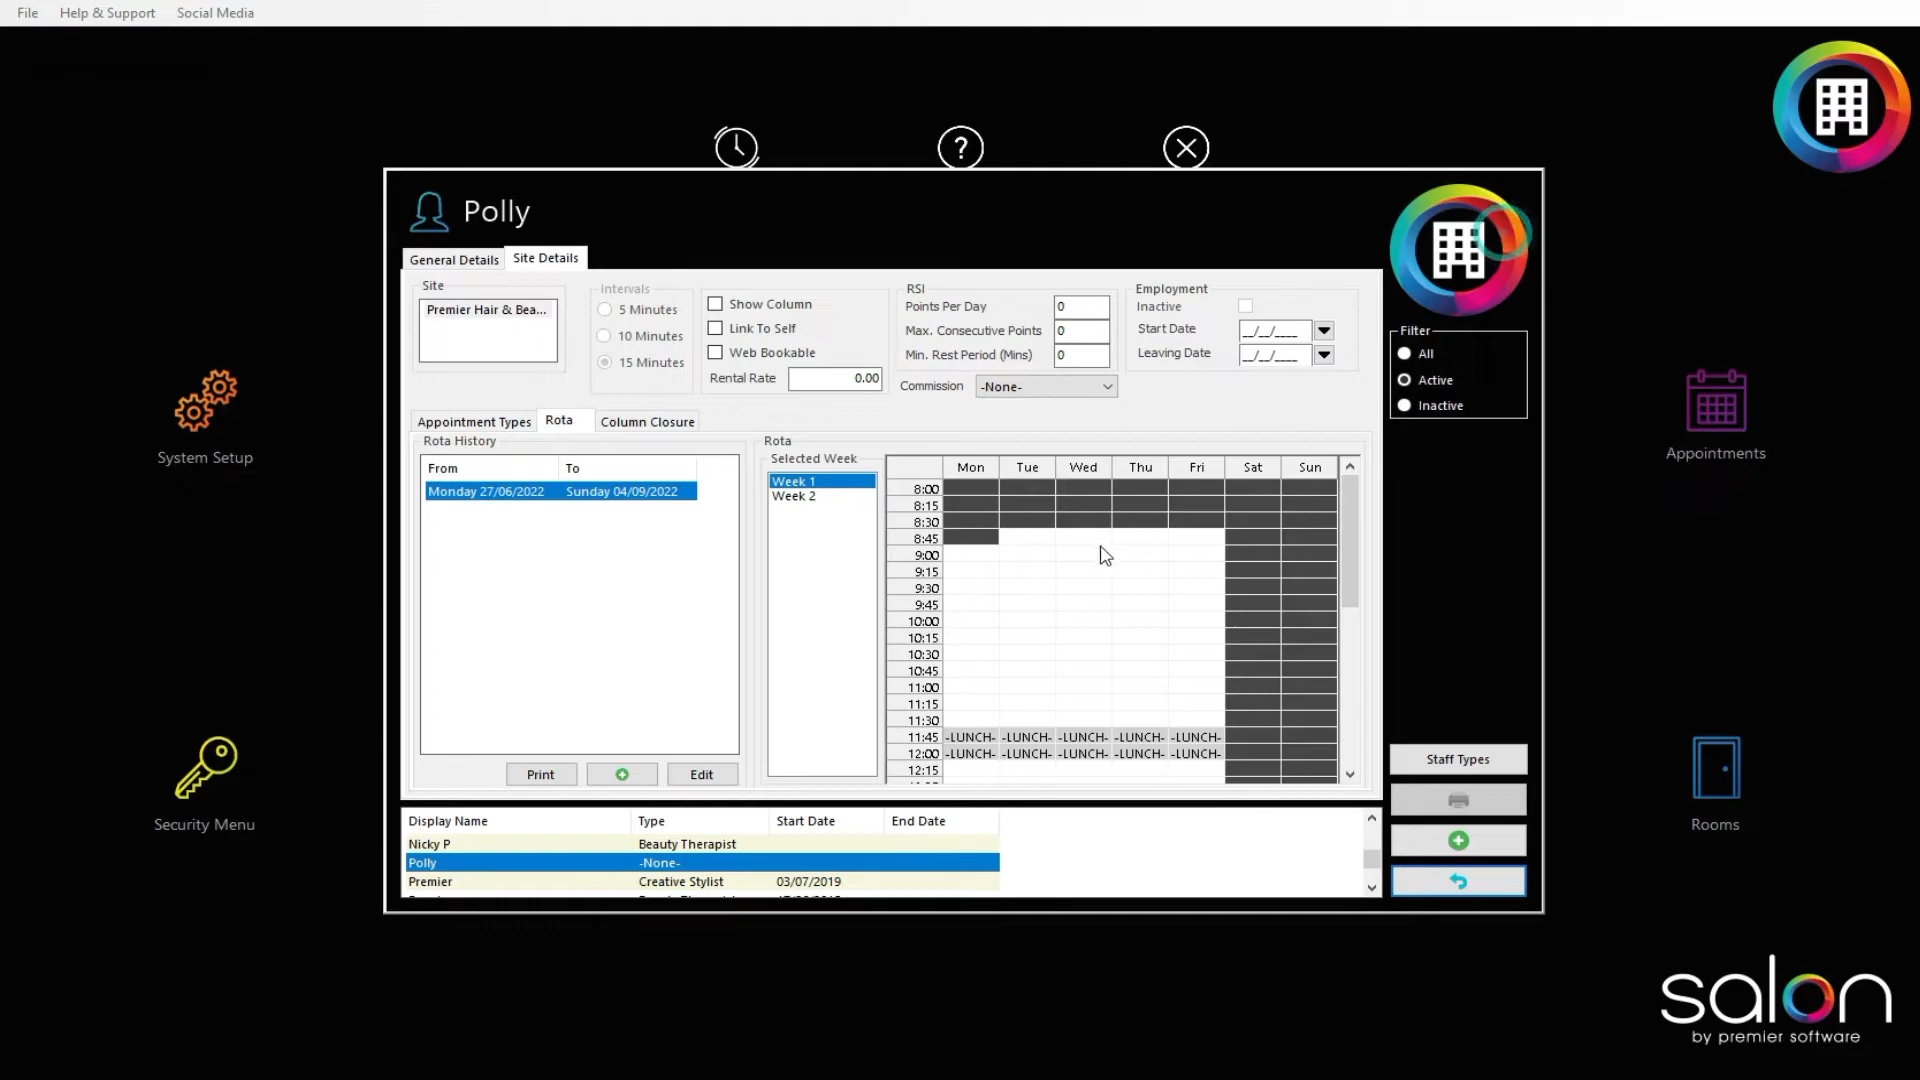 File Help & Support Social Media
Polly
General Details Site Details
Site
Premier Hair & Bea...
Intervals
5 Minutes
10 Minutes
15 Minutes
Show Column
Link To Self
Web Bookable
Rental Rate 0.00
RSI
Points Per Day 0
Max. Consecutive Points 0
Min. Rest Period (Mins) 0
Commission -None-
Employment
Inactive
Start Date __/__/____
Leaving Date __/__/____
Filter
All
Active
Inactive
System Setup
Appointments
Security Menu
Rooms
Appointment Types Rota Column Closure
Rota History
From To
Monday 27/06/2022 Sunday 04/09/2022
Print Edit
Rota
Selected Week
Week 1
Week 2
Mon Tue Wed Thu Fri Sat Sun
8:00
8:15
8:30
8:45
9:00
9:15
9:30
9:45
10:00
10:15
10:30
10:45
11:00
11:15
11:30
11:45 -LUNCH- -LUNCH- -LUNCH- -LUNCH- -LUNCH-
12:00 -LUNCH- -LUNCH- -LUNCH- -LUNCH- -LUNCH-
12:15
Staff Types
Display Name Type Start Date End Date
Nicky P Beauty Therapist
Polly -None-
Premier Creative Stylist 03/07/2019
salon
by premier software